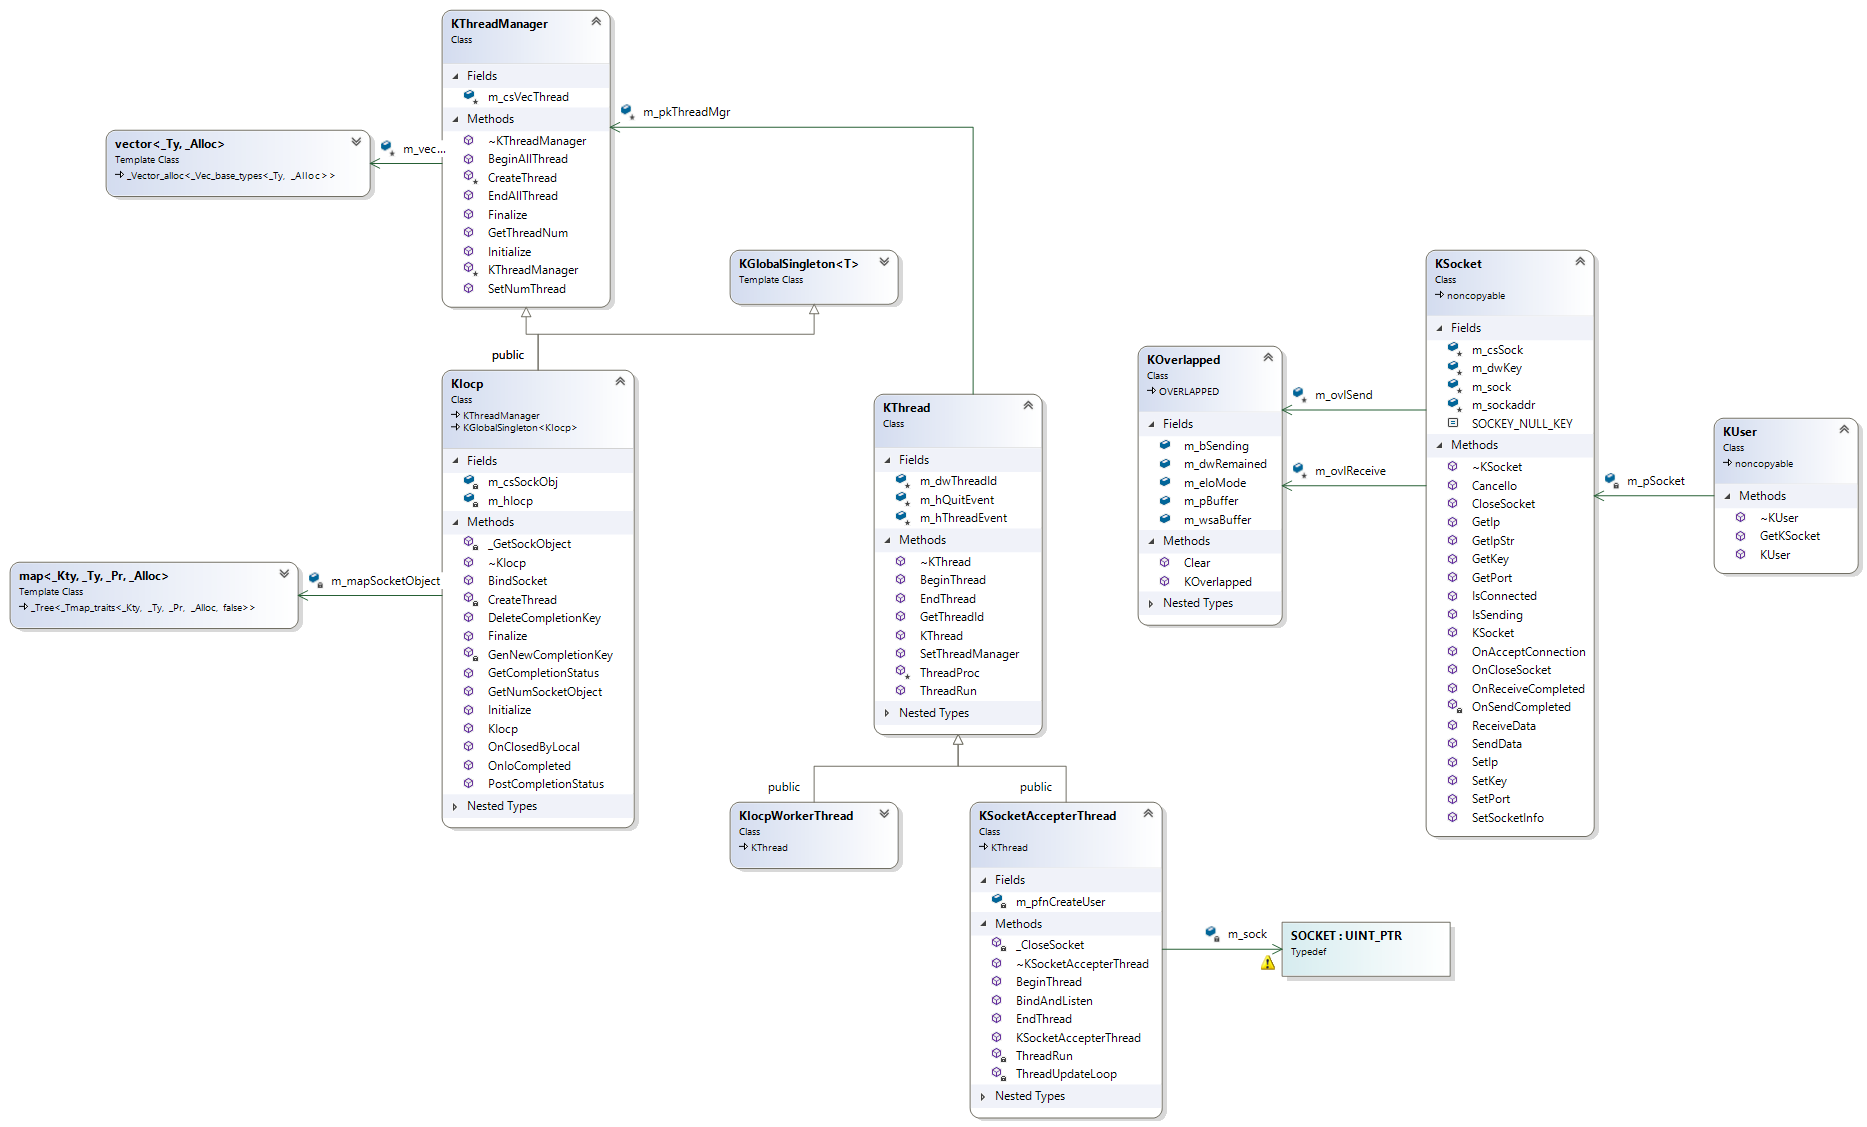 KThreadManager
Class
Fields
m_csVecThread
Methods
~KThreadManager
BeginAllThread
CreateThread
EndAllThread
Finalize
GetThreadNum
Initialize
KThreadManager
SetNumThread
m_pkThreadMgr
vector<_Ty, _Alloc>
Template Class
_Vector_alloc<_Vec_base_types<_Ty, _Alloc>>
m_vec...
KGlobalSingleton<T>
Template Class
public
KIocp
Class
KThreadManager
KGlobalSingleton<KIocp>
Fields
m_csSockObj
m_hIocp
Methods
_GetSockObject
~KIocp
BindSocket
CreateThread
DeleteCompletionKey
Finalize
GenNewCompletionKey
GetCompletionStatus
GetNumSocketObject
Initialize
KIocp
OnClosedByLocal
OnIoCompleted
PostCompletionStatus
Nested Types
map<_Kty, _Ty, _Pr, _Alloc>
Template Class
_Tree<_Tmap_traits<_Kty, _Ty, _Pr, _Alloc, false>>
m_mapSocketObject
KThread
Class
Fields
m_dwThreadId
m_hQuitEvent
m_hThreadEvent
Methods
~KThread
BeginThread
EndThread
GetThreadId
KThread
SetThreadManager
ThreadProc
ThreadRun
Nested Types
public
public
KIocpWorkerThread
Class
KThread
KSocketAccepterThread
Class
KThread
Fields
m_pfnCreateUser
Methods
_CloseSocket
~KSocketAccepterThread
BeginThread
BindAndListen
EndThread
KSocketAccepterThread
ThreadRun
ThreadUpdateLoop
Nested Types
m_sock
SOCKET : UINT_PTR
Typedef
KOverlapped
Class
OVERLAPPED
Fields
m_bSending
m_dwRemained
m_eIoMode
m_pBuffer
m_wsaBuffer
Methods
Clear
KOverlapped
Nested Types
m_ovlSend
m_ovlReceive
KSocket
Class
noncopyable
Fields
m_csSock
m_dwKey
m_sock
m_sockaddr
SOCKEY_NULL_KEY
Methods
~KSocket
CancelIo
CloseSocket
GetIp
GetIpStr
GetKey
GetPort
IsConnected
IsSending
KSocket
OnAcceptConnection
OnCloseSocket
OnReceiveCompleted
OnSendCompleted
ReceiveData
SendData
SetIp
SetKey
SetPort
SetSocketInfo
m_pSocket
KUser
Class
noncopyable
Methods
~KUser
GetKSocket
KUser